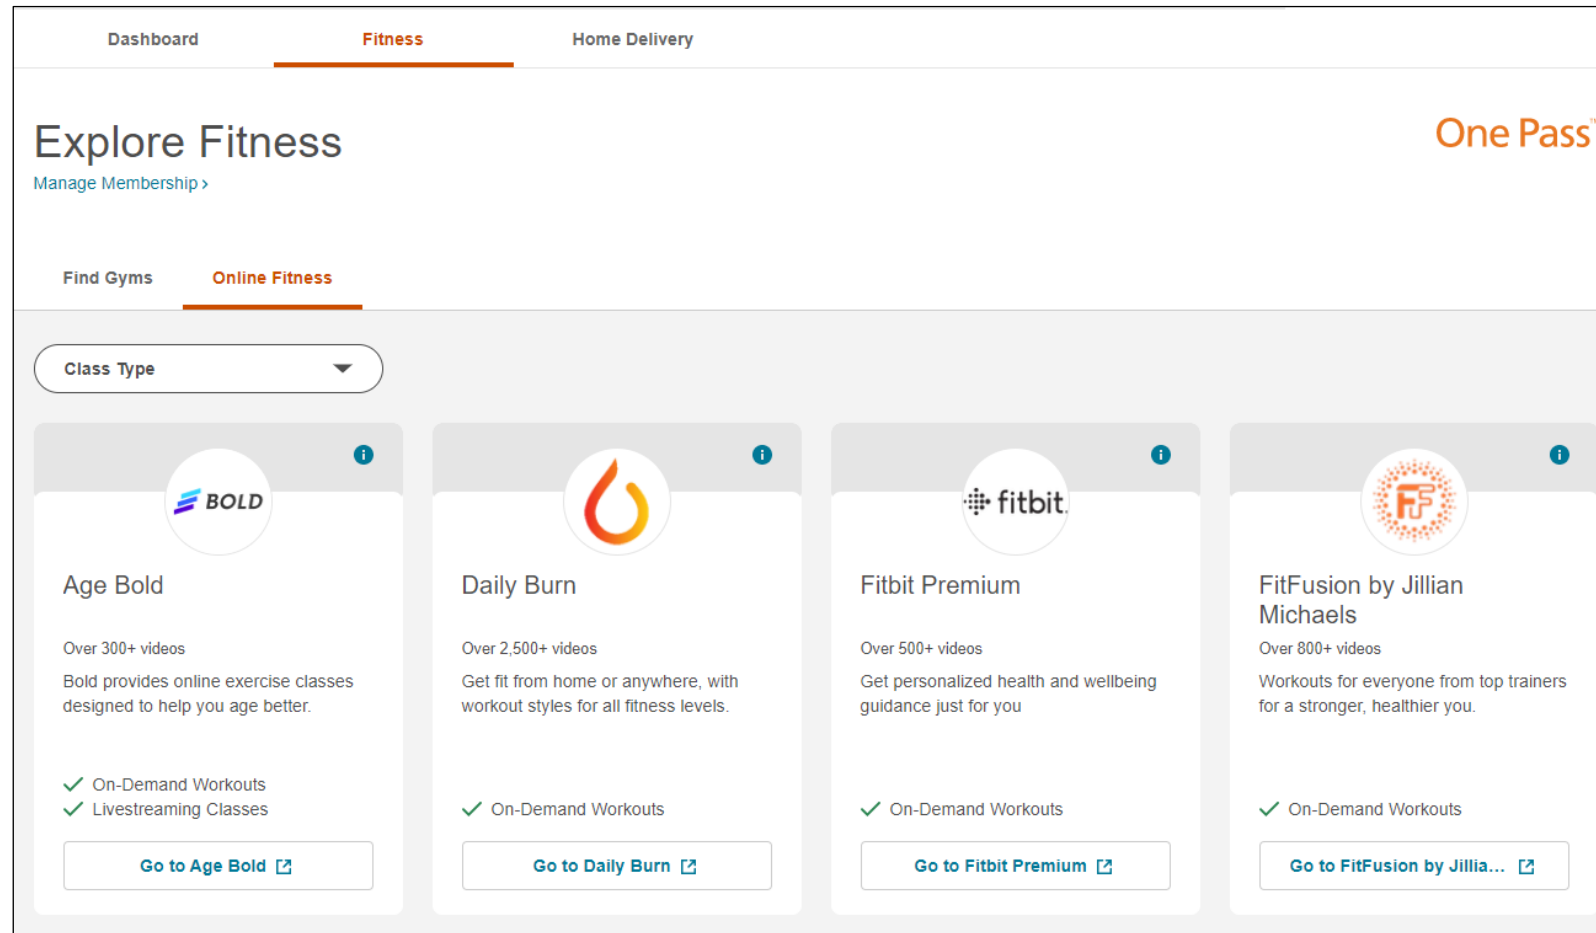 Dashboard
Fitness
Home Delivery
Explore Fitness
One Pass™
Manage Membership ›
Find Gyms
Online Fitness
Class Type
BOLD
Age Bold
Over 300+ videos
Bold provides online exercise classes
designed to help you age better.
On-Demand Workouts
Livestreaming Classes
Go to Age Bold
Daily Burn
Over 2,500+ videos
Get fit from home or anywhere, with
workout styles for all fitness levels.
On-Demand Workouts
Go to Daily Burn
fitbit.
Fitbit Premium
Over 500+ videos
Get personalized health and wellbeing
guidance just for you
On-Demand Workouts
Go to Fitbit Premium
FF
FitFusion by Jillian
Michaels
Over 800+ videos
Workouts for everyone from top trainers
for a stronger, healthier you.
On-Demand Workouts
Go to FitFusion by Jillia...